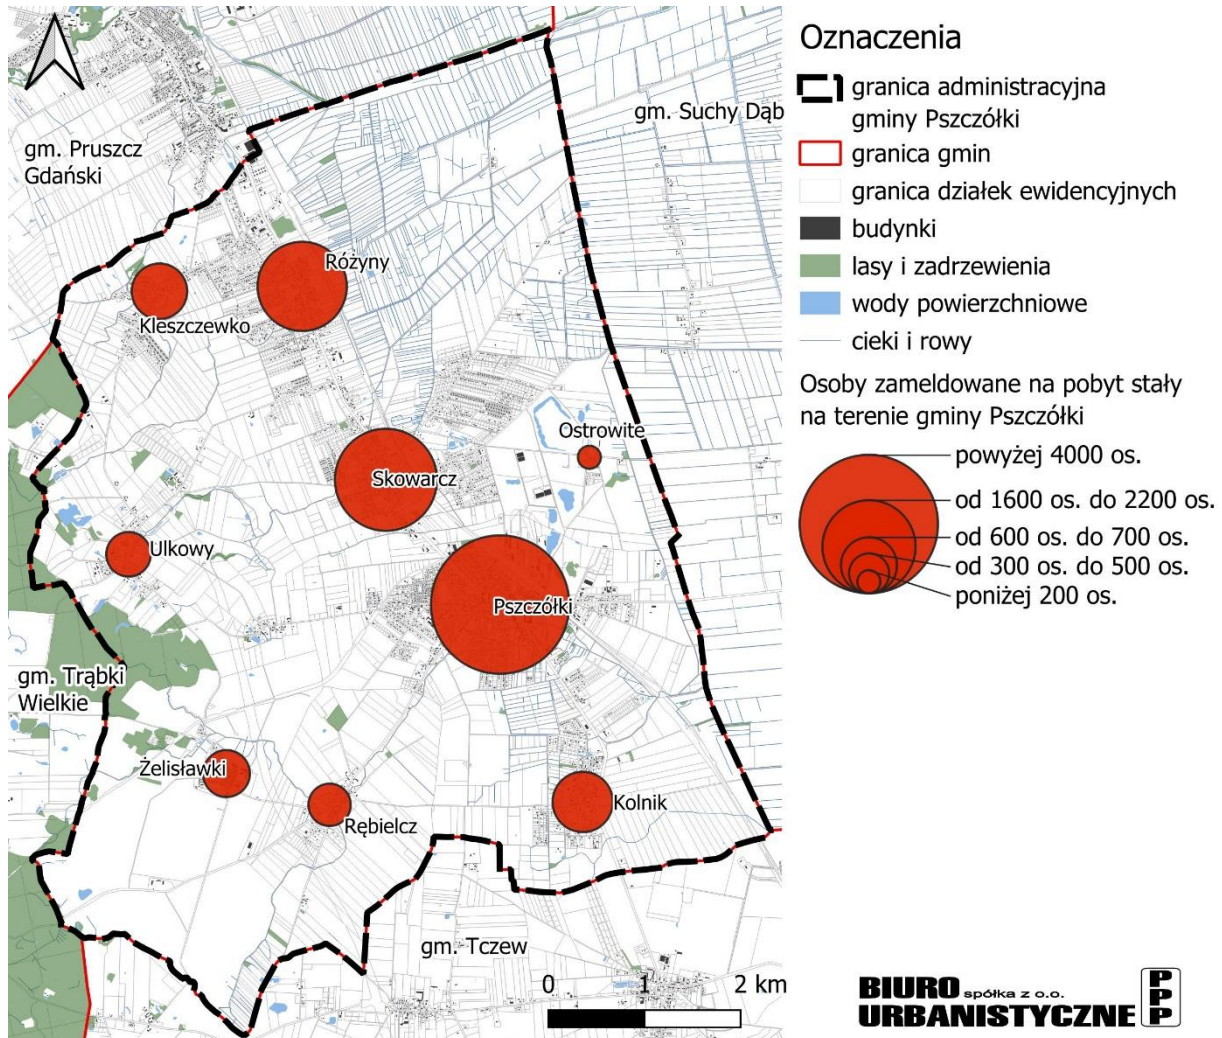 gm. Pruszcz
Gdański
gm. Suchy Dąb
Różyny
Kleszczewko
Ostrowite
Skowarcz
Ulkowy
Pszczółki
gm. Trąbki
Wielkie
Żelisławki
Rębielcz
Kolnik
gm. Tczew
0 1 2 km
Oznaczenia
granica administracyjna
gminy Pszczółki
granica gmin
granica działek ewidencyjnych
budynki
lasy i zadrzewienia
wody powierzchniowe
cieki i rowy
Osoby zameldowane na pobyt stały
na terenie gminy Pszczółki
powyżej 4000 os.
od 1600 os. do 2200 os.
od 600 os. do 700 os.
od 300 os. do 500 os.
poniżej 200 os.
BIURO spółka z o.o.
URBANISTYCZNE
P
P
P